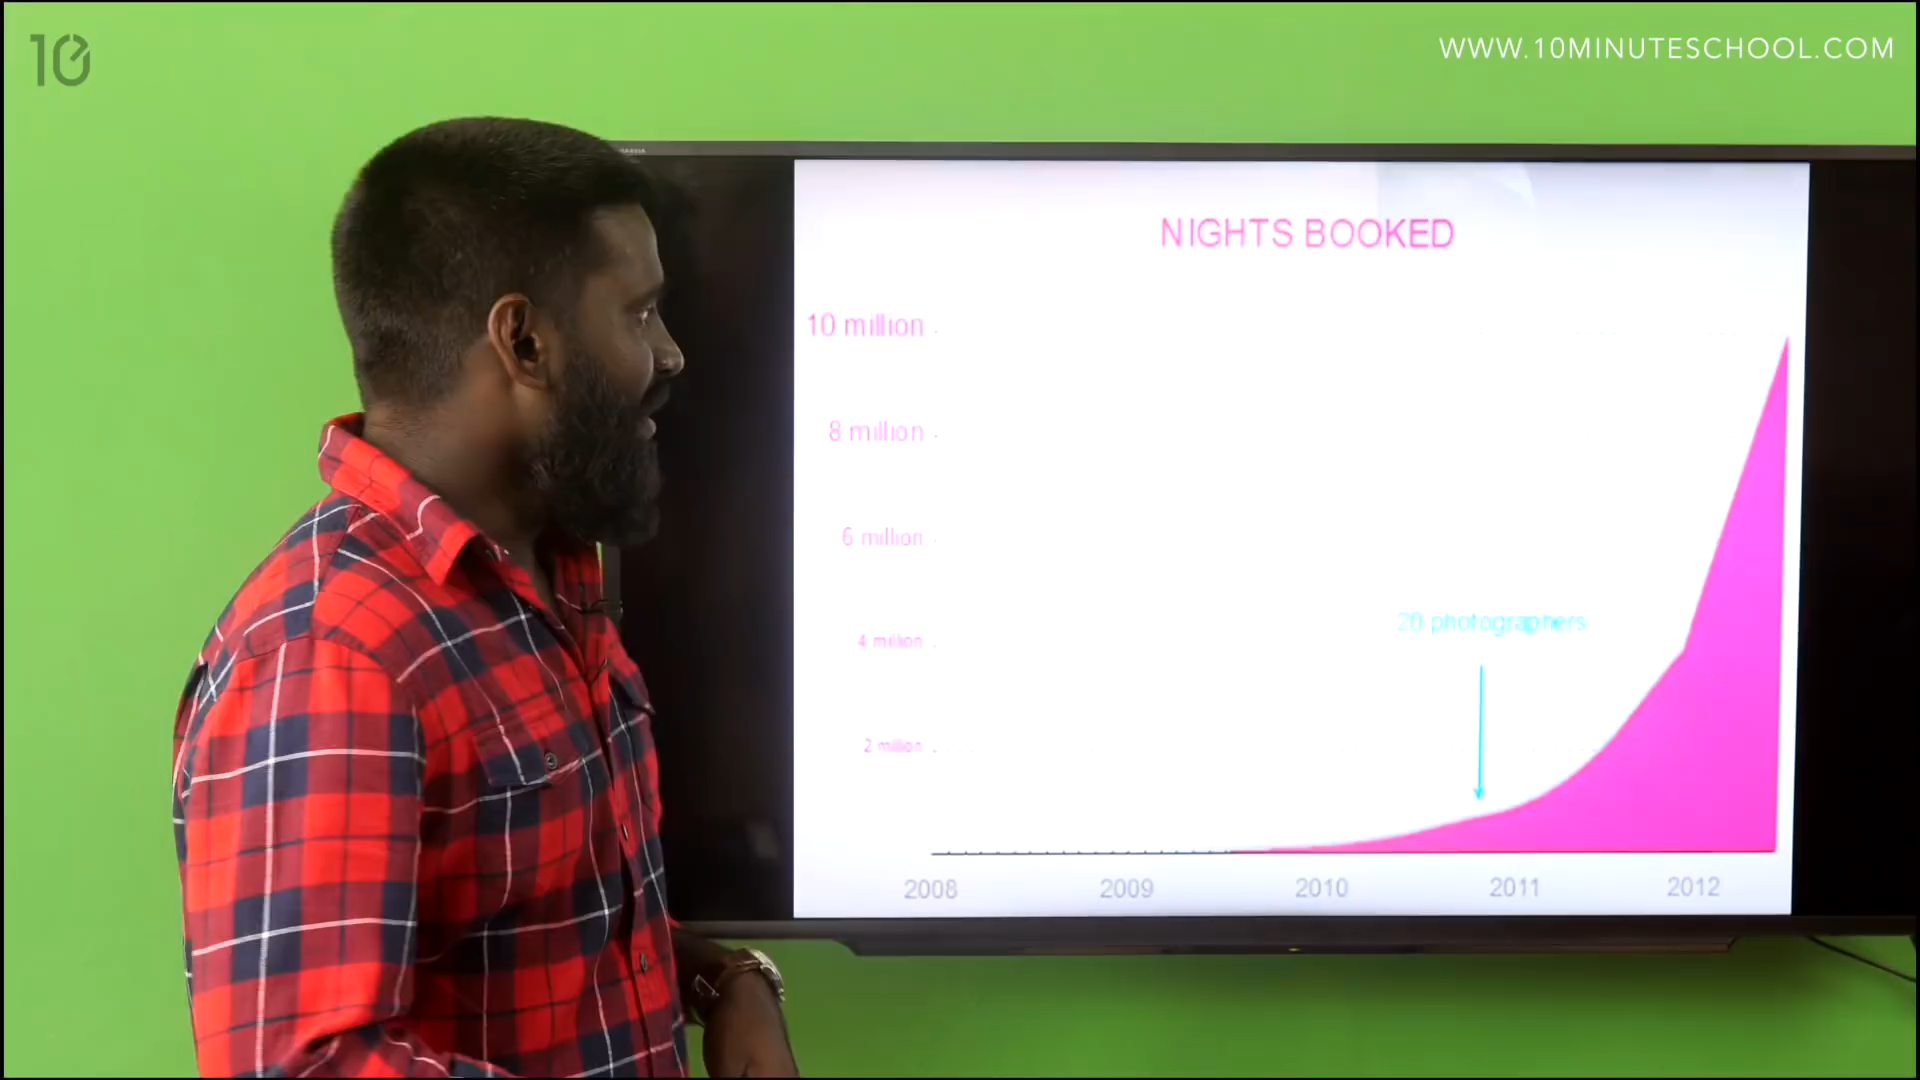 10
WWW.10MINUTESCHOOL.COM
NIGHTS BOOKED
10 million
8 million
6 million
4 million
2 million
20 photographers
2008 2009 2010 2011 2012